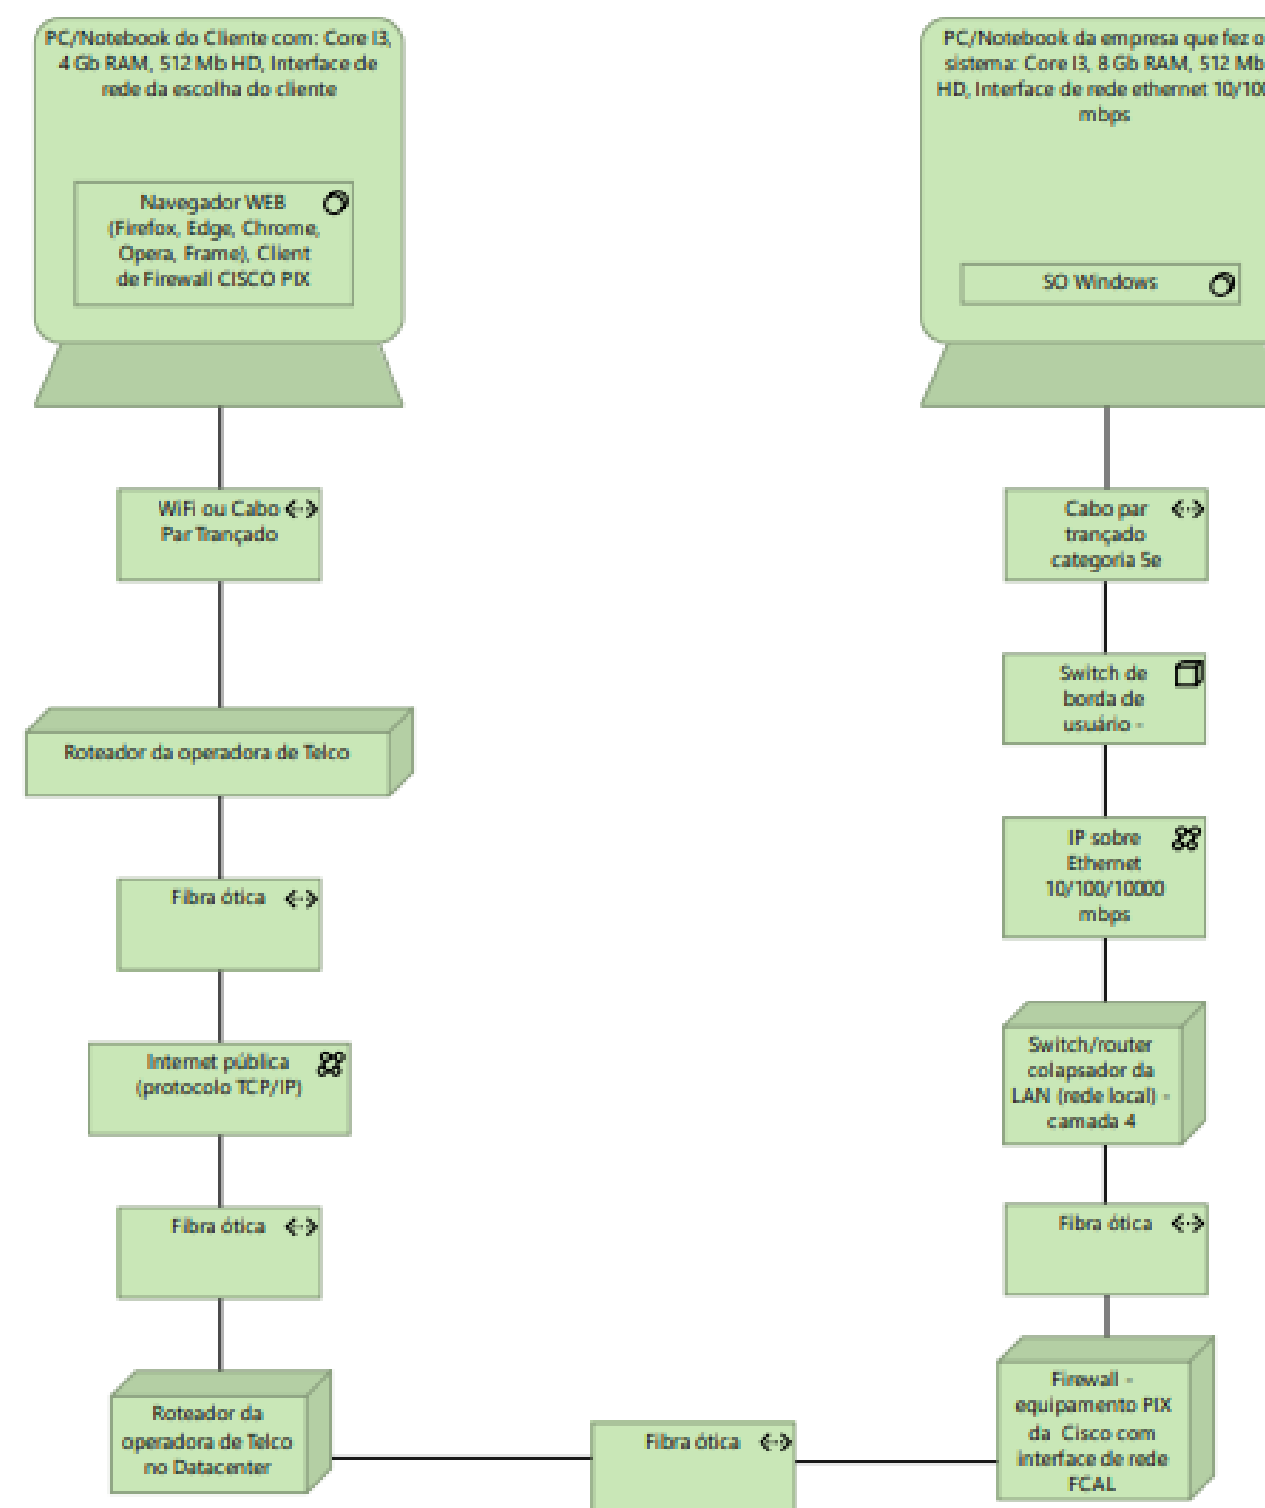 PC/Notebook do Cliente com: Core I3,
4 Gb RAM, 512 Mb HD, Interface de
rede da escolha do cliente
Navegador WEB
(Firefox, Edge, Chrome,
Opera, Frame), Client
de Firewall CISCO PIX
WiFi ou Cabo
Par Trançado
Roteador da operadora de Telco
Fibra ótica
Internet pública
(protocolo TCP/IP)
Fibra ótica
Roteador da
operadora de Telco
no Datacenter
Fibra ótica
PC/Notebook da empresa que fez o
sistema: Core I3, 8 Gb RAM, 512 Mb
HD, Interface de rede ethernet 10/100
mbps
SO Windows
Cabo par
trançado
categoria 5e
Switch de
borda de
usuário -
IP sobre
Ethernet
10/100/10000
mbps
Switch/router
colapsador da
LAN (rede local) -
camada 4
Fibra ótica
Firewall -
equipamento PIX
da Cisco com
interface de rede
FCAL